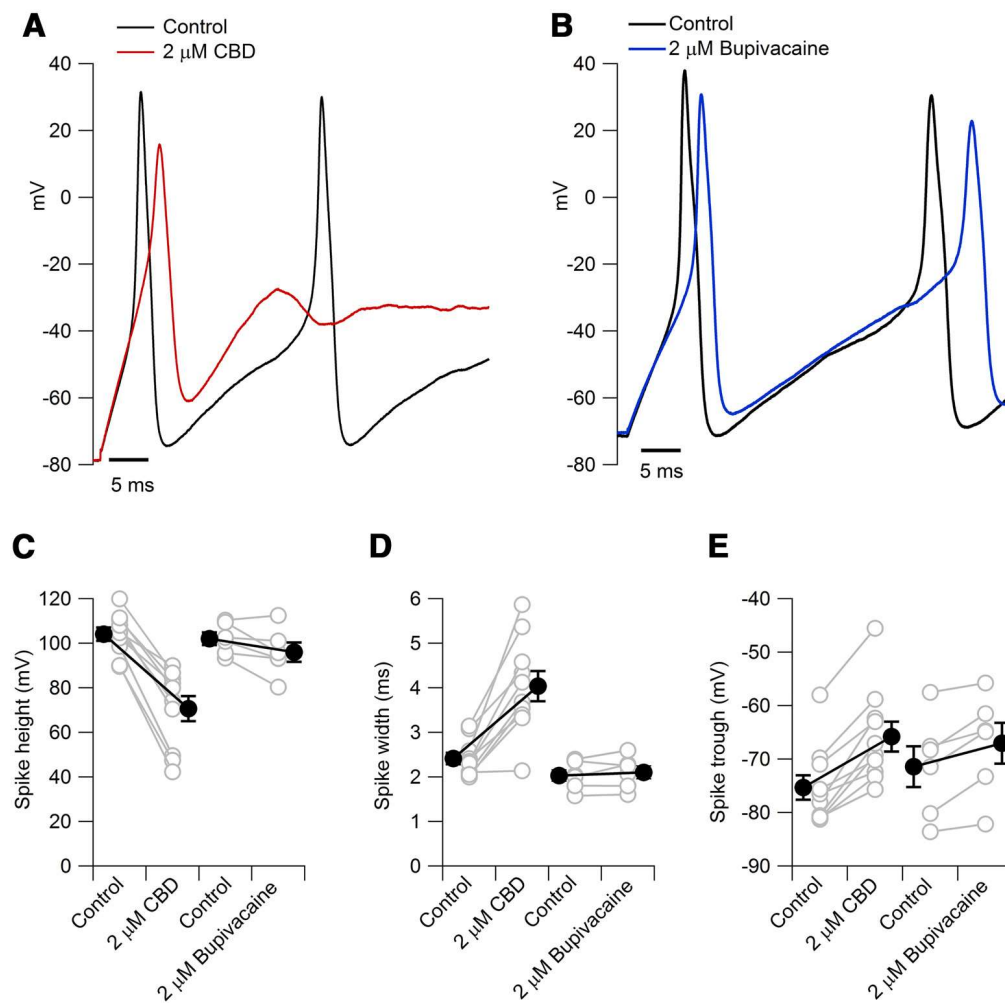 A
Control
2 μM CBD
40
20
0
-20
-40
-60
-80
mV
5 ms
B
Control
2 μM Bupivacaine
40
20
0
-20
-40
-60
-80
mV
5 ms
C
120
100
80
60
40
20
0
Spike height (mV)
Control
2 μM CBD
Control
2 μM Bupivacaine
D
6
5
4
3
2
1
0
Spike width (ms)
Control
2 μM CBD
Control
2 μM Bupivacaine
E
-40
-50
-60
-70
-80
-90
Spike trough (mV)
Control
2 μM CBD
Control
2 μM Bupivacaine